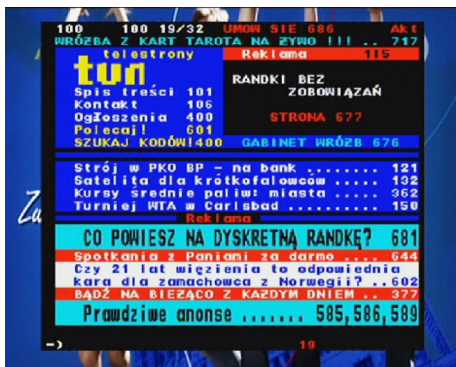 100 100 19/32 UMOW SIE 686 Akt
WRÓŻBA Z KART TAROTA NA ŻYWO !!! .. 717
telestrony
Reklama 115
tvn
RANDKI BEZ
ZOBOWIĄZAŃ
Spis treści 101
Kontakt 106
Ogłoszenia 400
STRONA 677
Polecaj! 601
SZUKAJ KODÓW!400 GABINET WRÓŻB 676
Strój w PKO BP - na bank ........ 121
Satelita dla krótkofalowców ..... 132
Kursy średnie paliw: miasta ..... 362
Turniej WTA w Carlsbad .......... 150
Reklama
CO POWIESZ NA DYSKRETNĄ RANDKĘ? 681
Spotkania z Paniami za darmo .... 644
Czy 21 lat więzienia to odpowiednia
kara dla zamachowca z Norwegii? ..602
BĄDŹ NA BIEŻĄCO Z KAŻDYM DNIEM .. 377
Prawdziwe anonse ....... 585,586,589
19